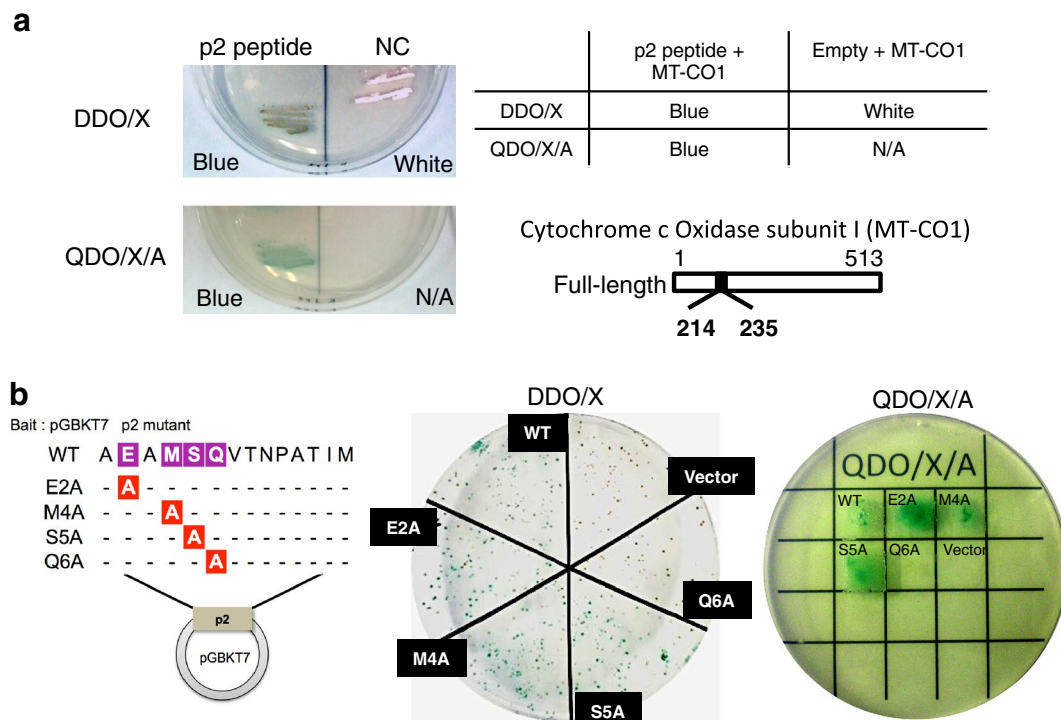 a
p2 peptide NC
DDO/X
Blue White
QDO/X/A
Blue N/A
p2 peptide + MT-CO1 Empty + MT-CO1
DDO/X Blue White
QDO/X/A Blue N/A
Cytochrome c Oxidase subunit I (MT-CO1)
1 513
Full-length
214 235
b
Bait : pGBKT7 p2 mutant
WT A E A M S Q V T N P A T I M
E2A - A - - - - - - - - - - - -
M4A - - - A - - - - - - - - - -
S5A - - - - A - - - - - - - - -
Q6A - - - - - A - - - - - - - -
p2
pGBKT7
DDO/X
WT
Vector
E2A
Q6A
M4A
S5A
QDO/X/A
QDO/X/A
WT E2A M4A
S5A Q6A Vector